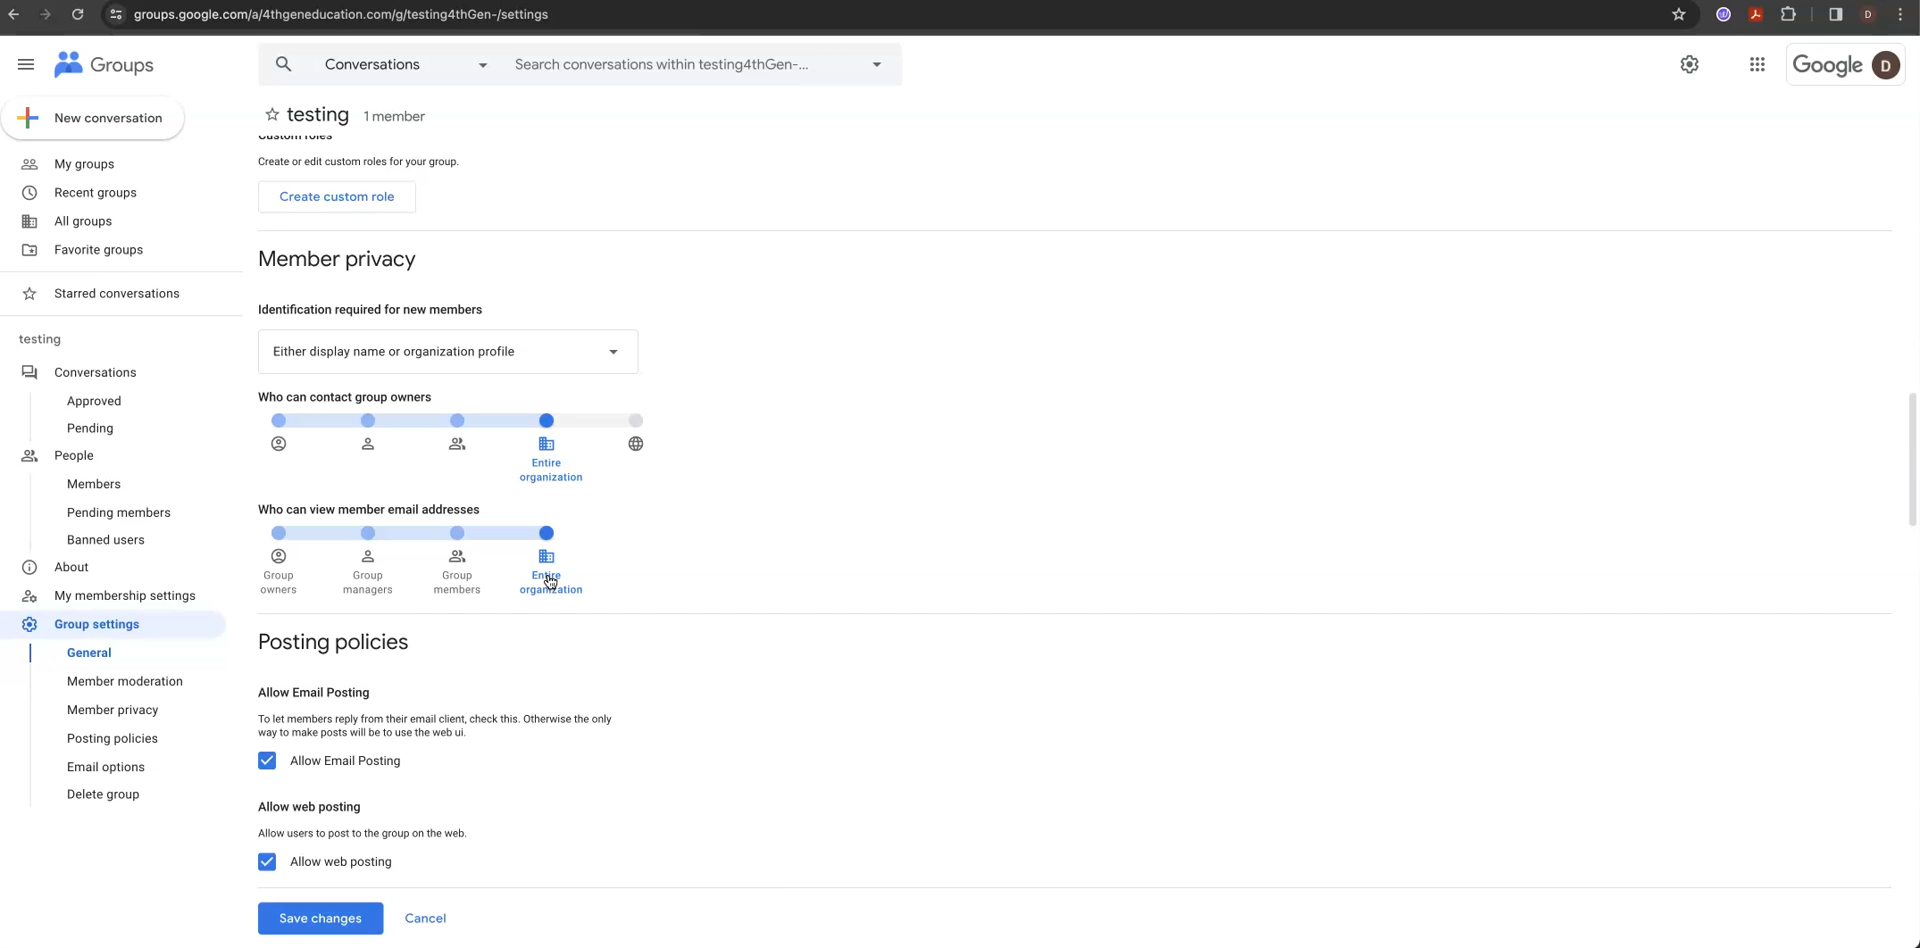 groups.google.com/a/4thgeneducation.com/g/testing4thGen-/settings
D
Groups
Conversations
Search conversations within testing4thGen-...
Google D
New conversation
My groups
Recent groups
All groups
Favorite groups
Starred conversations
testing
Conversations
Approved
Pending
People
Members
Pending members
Banned users
About
My membership settings
Group settings
General
Member moderation
Member privacy
Posting policies
Email options
Delete group
testing 1 member
Custom roles
Create or edit custom roles for your group.
Create custom role
Member privacy
Identification required for new members
Either display name or organization profile
Who can contact group owners
Entire
organization
Who can view member email addresses
Group
owners
Group
managers
Group
members
Entire
organization
Posting policies
Allow Email Posting
To let members reply from their email client, check this. Otherwise the only
way to make posts will be to use the web ui.
Allow Email Posting
Allow web posting
Allow users to post to the group on the web.
Allow web posting
Save changes
Cancel